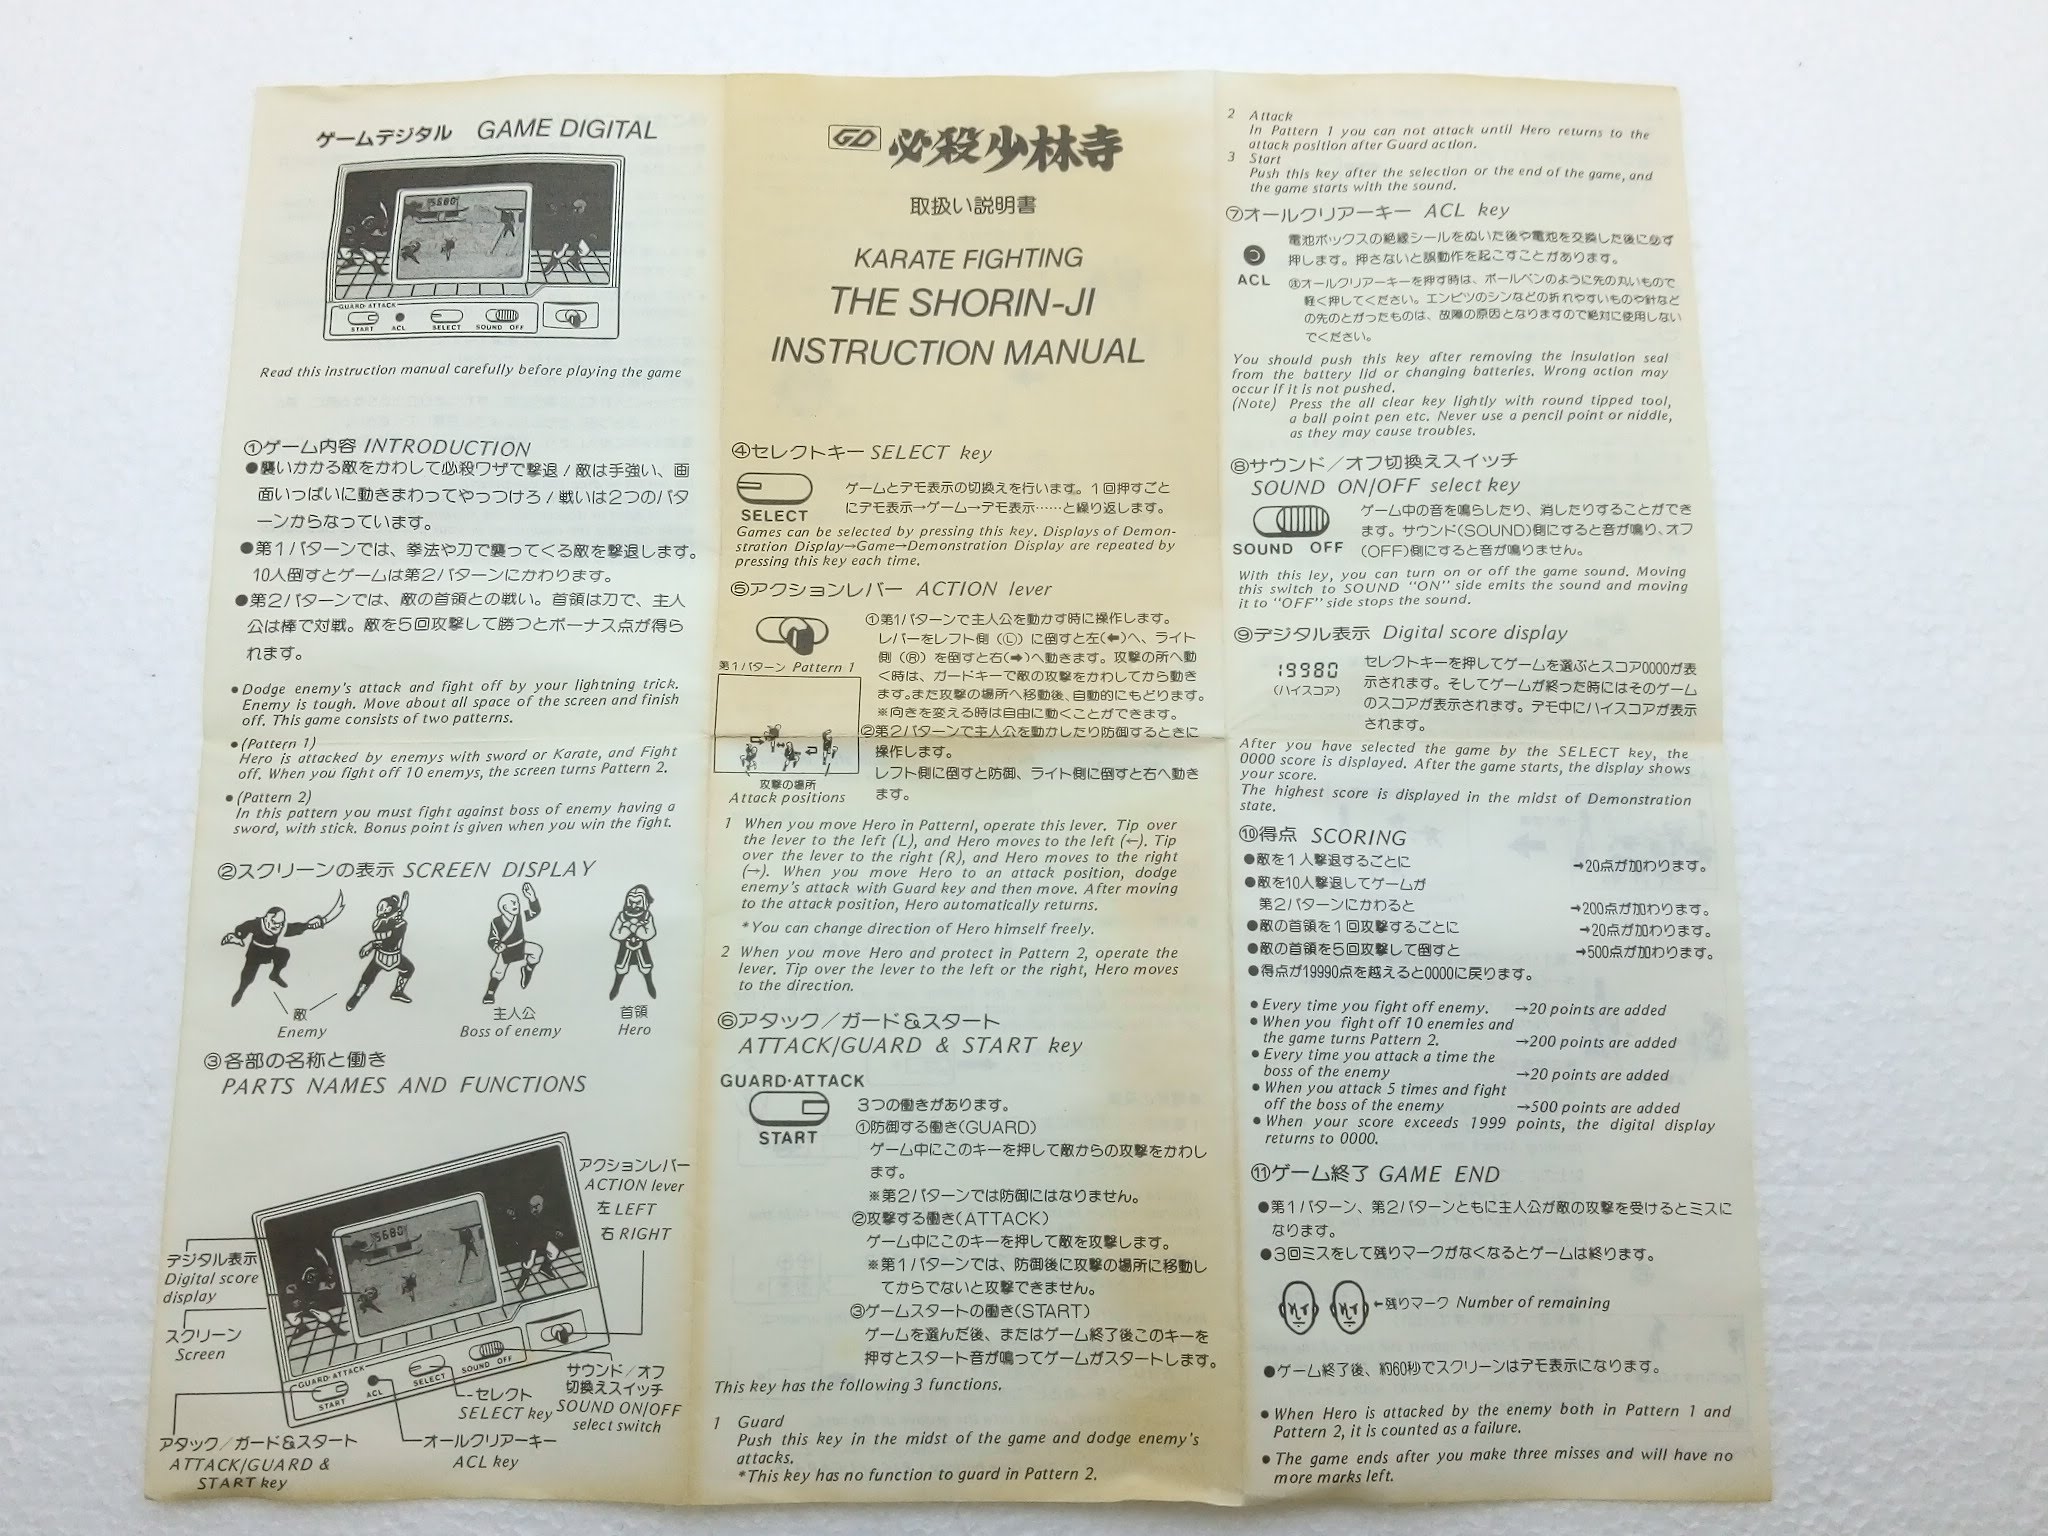 ゲームデジタル GAME DIGITAL
5680
GUARD・ATTACK
START ACL SELECT SOUND OFF
Read this instruction manual carefully before playing the game
①ゲーム内容 INTRODUCTION
●襲いかかる敵をかわして必殺ワザで撃退！敵は手強い、画
面いっぱいに動きまわってやっつけろ！戦いは2つのパタ
ーンからなっています。
●第1パターンでは、拳法や刀で襲ってくる敵を撃退します。
10人倒すとゲームは第2パターンにかわります。
●第2パターンでは、敵の首領との戦い。首領は刀で、主人
公は棒で対戦。敵を5回攻撃して勝つとボーナス点が得ら
れます。
●Dodge enemy's attack and fight off by your lightning trick.
Enemy is tough. Move about all space of the screen and finish
off. This game consists of two patterns.
●(Pattern 1)
Hero is attacked by enemys with sword or Karate, and Fight
off. When you fight off 10 enemys, the screen turns Pattern 2.
●(Pattern 2)
In this pattern you must fight against boss of enemy having a
sword, with stick. Bonus point is given when you win the fight.
②スクリーンの表示 SCREEN DISPLAY
敵 主人公 首領
Enemy Boss of enemy Hero
③各部の名称と働き
PARTS NAMES AND FUNCTIONS
アクションレバー
ACTION lever
左 LEFT
右 RIGHT
5680
デジタル表示
Digital score
display
スクリーン
Screen
GUARD・ATTACK
START ACL SELECT SOUND OFF
サウンド／オフ
切換えスイッチ
SOUND ON/OFF
select switch
セレクト
SELECT key
オールクリアーキー
ACL key
アタック／ガード&スタート
ATTACK/GUARD &
START key
GD 必殺少林寺
取扱い説明書
KARATE FIGHTING
THE SHORIN-JI
INSTRUCTION MANUAL
④セレクトキー SELECT key
SELECT
ゲームとデモ表示の切換えを行います。1回押すごと
にデモ表示→ゲーム→デモ表示……と繰り返します。
Games can be selected by pressing this key. Displays of Demon-
stration Display→Game→Demonstration Display are repeated by
pressing this key each time.
⑤アクションレバー ACTION lever
第1パターン Pattern 1
攻撃の場所
Attack positions
①第1パターンで主人公を動かす時に操作します。
レバーをレフト側（Ⓛ）に倒すと左(⬅)へ、ライト
側（Ⓡ）を倒すと右(➡)へ動きます。攻撃の所へ動
く時は、ガードキーで敵の攻撃をかわしてから動き
ます。また攻撃の場所へ移動後、自動的にもどります。
※向きを変える時は自由に動くことができます。
②第2パターンで主人公を動かしたり防御するときに
操作します。
レフト側に倒すと防御、ライト側に倒すと右へ動き
ます。
1 When you move Hero in Pattern1, operate this lever. Tip over
the lever to the left (L), and Hero moves to the left (←). Tip
over the lever to the right (R), and Hero moves to the right
(→). When you move Hero to an attack position, dodge
enemy's attack with Guard key and then move. After moving
to the attack position, Hero automatically returns.
*You can change direction of Hero himself freely.
2 When you move Hero and protect in Pattern 2, operate the
lever. Tip over the lever to the left or the right, Hero moves
to the direction.
⑥アタック／ガード&スタート
ATTACK/GUARD & START key
GUARD・ATTACK
START
3つの働きがあります。
①防御する働き(GUARD)
ゲーム中にこのキーを押して敵からの攻撃をかわし
ます。
※第2パターンでは防御にはなりません。
②攻撃する働き(ATTACK)
ゲーム中にこのキーを押して敵を攻撃します。
※第1パターンでは、防御後に攻撃の場所に移動し
てからでないと攻撃できません。
③ゲームスタートの働き(START)
ゲームを選んだ後、またはゲーム終了後このキーを
押すとスタート音が鳴ってゲームがスタートします。
This key has the following 3 functions.
1 Guard
Push this key in the midst of the game and dodge enemy's
attacks.
*This key has no function to guard in Pattern 2.
2 Attack
In Pattern 1 you can not attack until Hero returns to the
attack position after Guard action.
3 Start
Push this key after the selection or the end of the game, and
the game starts with the sound.
⑦オールクリアーキー ACL key
ACL
電池ボックスの絶縁シールをぬいた後や電池を交換した後に必ず
押します。押さないと誤動作を起こすことがあります。
㊟オールクリアーキーを押す時は、ボールペンのように先の丸いもので
軽く押してください。エンピツのシンなどの折れやすいものや針など
の先のとがったものは、故障の原因となりますので絶対に使用しない
でください。
You should push this key after removing the insulation seal
from the battery lid or changing batteries. Wrong action may
occur if it is not pushed.
(Note) Press the all clear key lightly with round tipped tool,
a ball point pen etc. Never use a pencil point or niddle,
as they may cause troubles.
⑧サウンド／オフ切換えスイッチ
SOUND ON/OFF select key
SOUND OFF
ゲーム中の音を鳴らしたり、消したりすることができ
ます。サウンド(SOUND)側にすると音が鳴り、オフ
(OFF)側にすると音が鳴りません。
With this ley, you can turn on or off the game sound. Moving
this switch to SOUND "ON" side emits the sound and moving
it to "OFF" side stops the sound.
⑨デジタル表示 Digital score display
19980
(ハイスコア)
セレクトキーを押してゲームを選ぶとスコア0000が表
示されます。そしてゲームが終った時にはそのゲーム
のスコアが表示されます。デモ中にハイスコアが表示
されます。
After you have selected the game by the SELECT key, the
0000 score is displayed. After the game starts, the display shows
your score.
The highest score is displayed in the midst of Demonstration
state.
⑩得点 SCORING
●敵を1人撃退するごとに →20点が加わります。
●敵を10人撃退してゲームが
第2パターンにかわると →200点が加わります。
●敵の首領を1回攻撃するごとに →20点が加わります。
●敵の首領を5回攻撃して倒すと →500点が加わります。
●得点が19990点を越えると0000に戻ります。
●Every time you fight off enemy. →20 points are added
●When you fight off 10 enemies and
the game turns Pattern 2. →200 points are added
●Every time you attack a time the
boss of the enemy →20 points are added
●When you attack 5 times and fight
off the boss of the enemy →500 points are added
●When your score exceeds 1999 points, the digital display
returns to 0000.
⑪ゲーム終了 GAME END
●第1パターン、第2パターンともに主人公が敵の攻撃を受けるとミスに
なります。
●3回ミスをして残りマークがなくなるとゲームは終ります。
←残りマーク Number of remaining
●ゲーム終了後、約60秒でスクリーンはデモ表示になります。
●When Hero is attacked by the enemy both in Pattern 1 and
Pattern 2, it is counted as a failure.
●The game ends after you make three misses and will have no
more marks left.